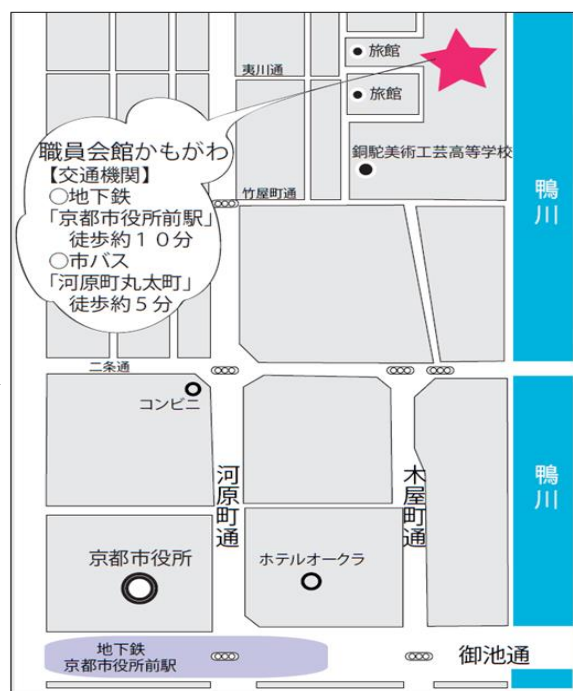 旅館
夷川通
旅館
職員会館かもがわ
【交通機関】
○地下鉄
「京都市役所前駅」
徒歩約１０分
○市バス
「河原町丸太町」
徒歩約５分
銅駝美術工芸高等学校
竹屋町通
鴨川
二条通
コンビニ
河原町通
木屋町通
鴨川
京都市役所
ホテルオークラ
地下鉄
京都市役所前駅
御池通